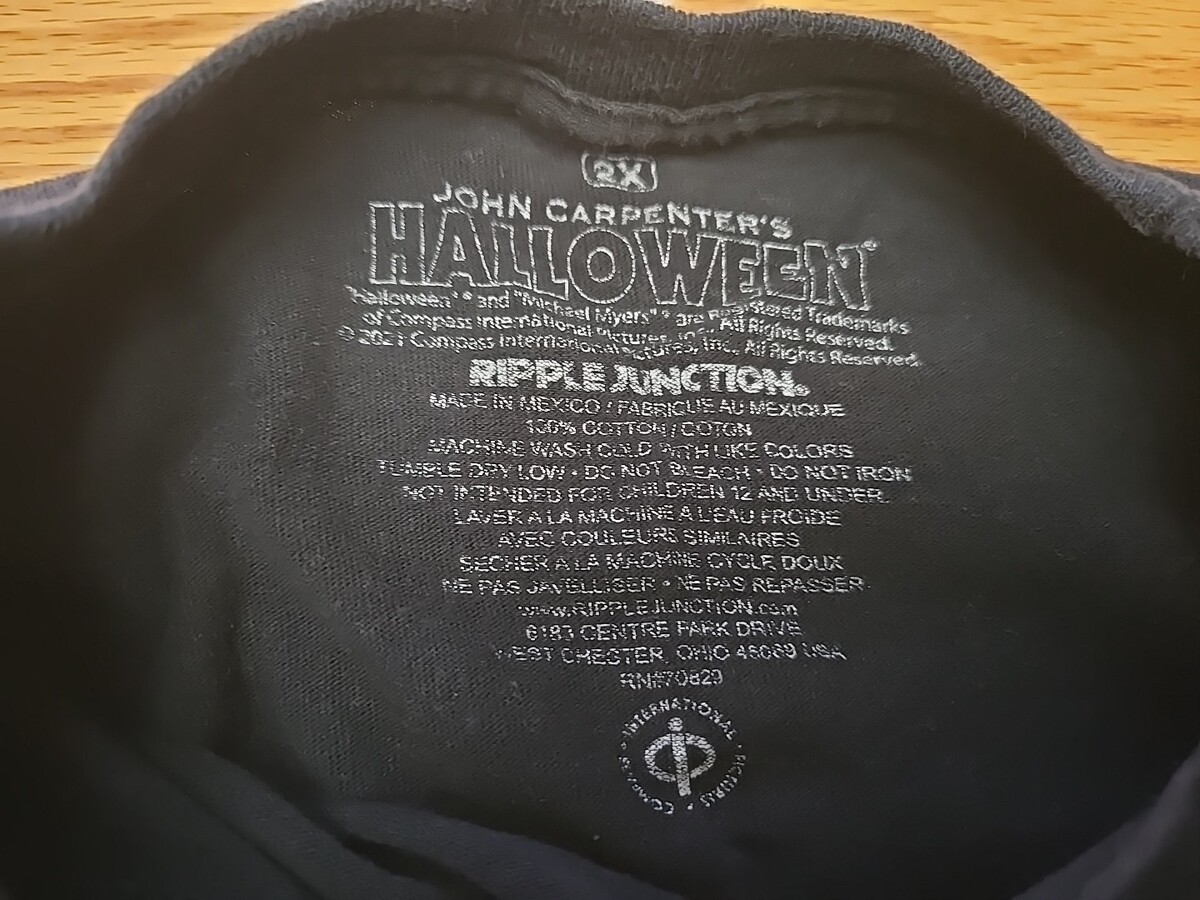 2X
JOHN CARPENTER'S
HALLOWEEN®
"Halloween"® and "Michael Myers"® are Registered Trademarks
of Compass International Pictures, Inc. All Rights Reserved.
© 2021 Compass International Pictures, Inc. All Rights Reserved.
RIPPLE JUNCTION®
MADE IN MEXICO / FABRIQUE AU MEXIQUE
100% COTTON / COTON
MACHINE WASH COLD WITH LIKE COLORS
TUMBLE DRY LOW • DO NOT BLEACH • DO NOT IRON
NOT INTENDED FOR CHILDREN 12 AND UNDER.
LAVER A LA MACHINE A L'EAU FROIDE
AVEC COULEURS SIMILAIRES
SECHER A LA MACHINE CYCLE DOUX
NE PAS JAVELLISER • NE PAS REPASSER
www.RIPPLEJUNCTION.com
6183 CENTRE PARK DRIVE
WEST CHESTER, OHIO 45069 USA
RN#70829
COMPASS • INTERNATIONAL • PICTURES •